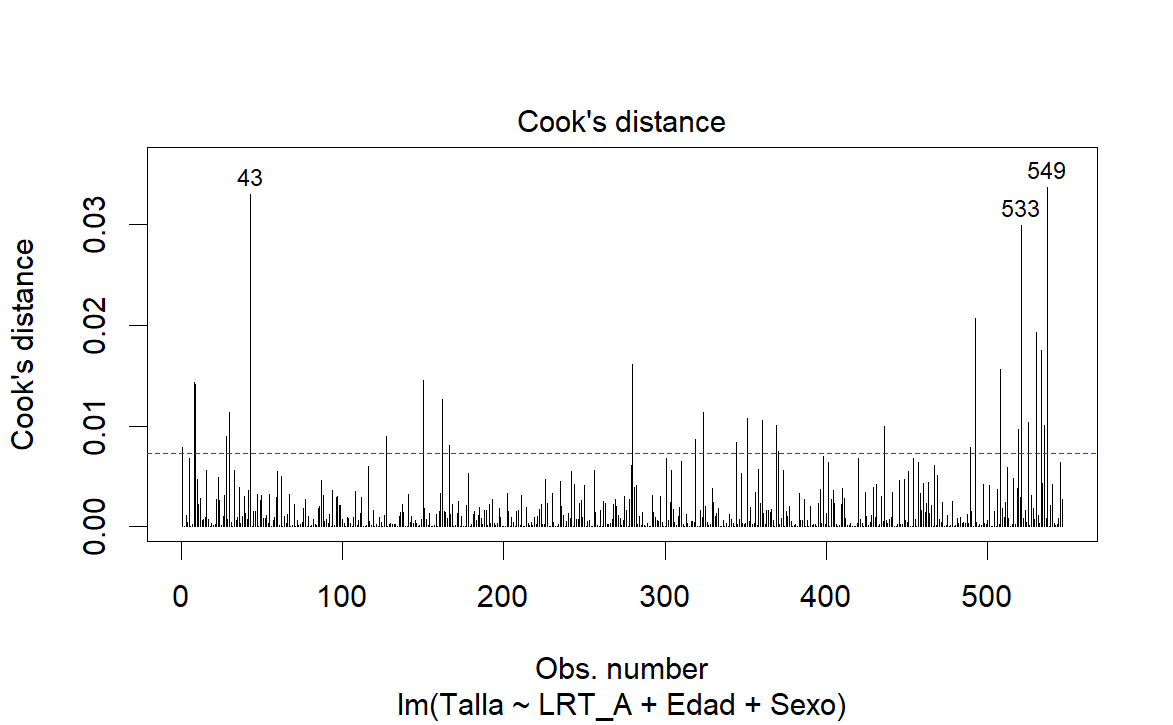 Cook's distance
43
549
533
Cook's distance
0.03
0.02
0.01
0.00
0 100 200 300 400 500
Obs. number
lm(Talla ~ LRT_A + Edad + Sexo)